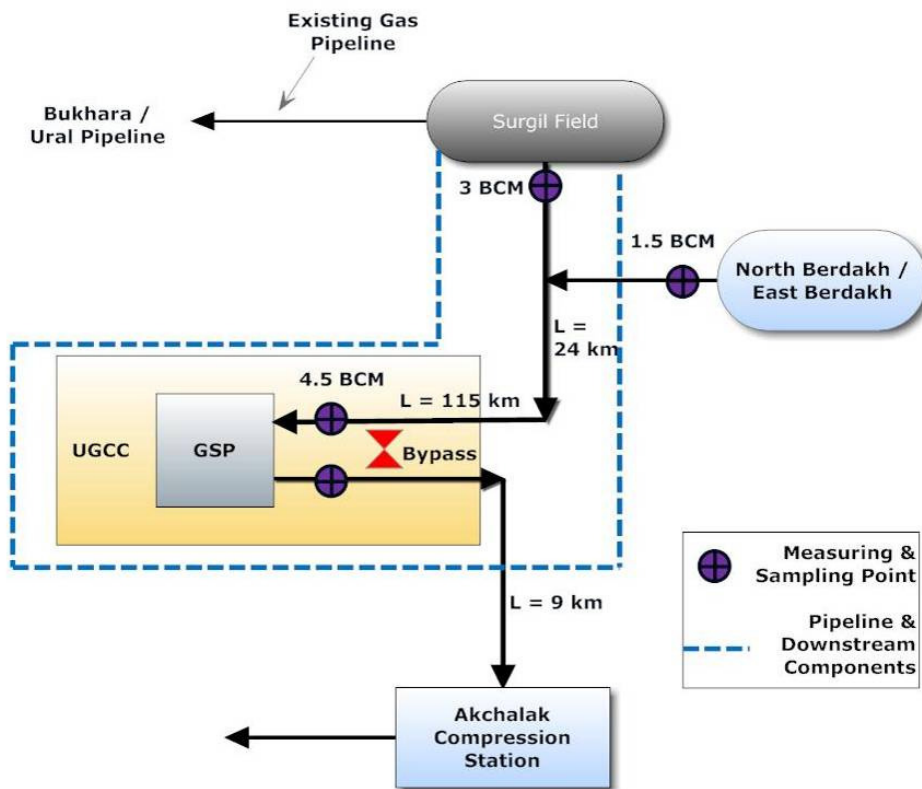 Existing Gas
Pipeline
Bukhara /
Ural Pipeline
Surgil Field
3 BCM
1.5 BCM
North Berdakh /
East Berdakh
L =
24 km
4.5 BCM
L = 115 km
UGCC
GSP
Bypass
L = 9 km
Measuring &
Sampling Point
Pipeline &
Downstream
Components
Akchalak
Compression
Station